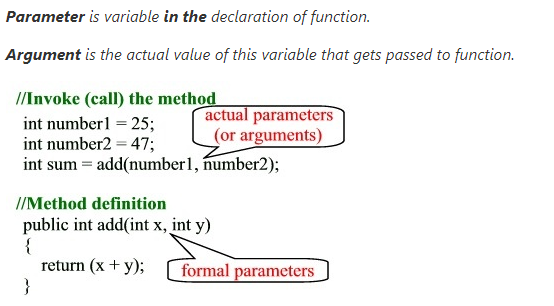 Parameter is variable in the declaration of function.
Argument is the actual value of this variable that gets passed to function.
//Invoke (call) the method
actual parameters
(or arguments)
int number1 = 25;
int number2 = 47;
int sum = add(number1, number2);
//Method definition
public int add(int x, int y)
{
return (x + y);
formal parameters
}